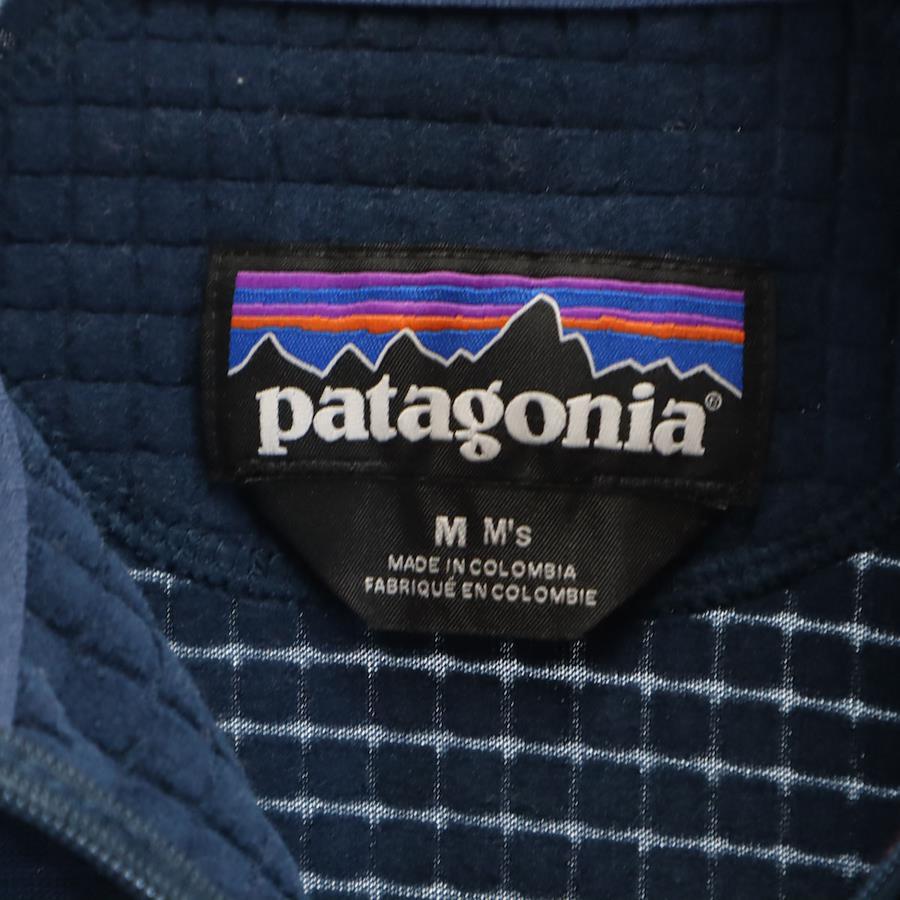 patagonia®
M M's
MADE IN COLOMBIA
FABRIQUÉ EN COLOMBIE